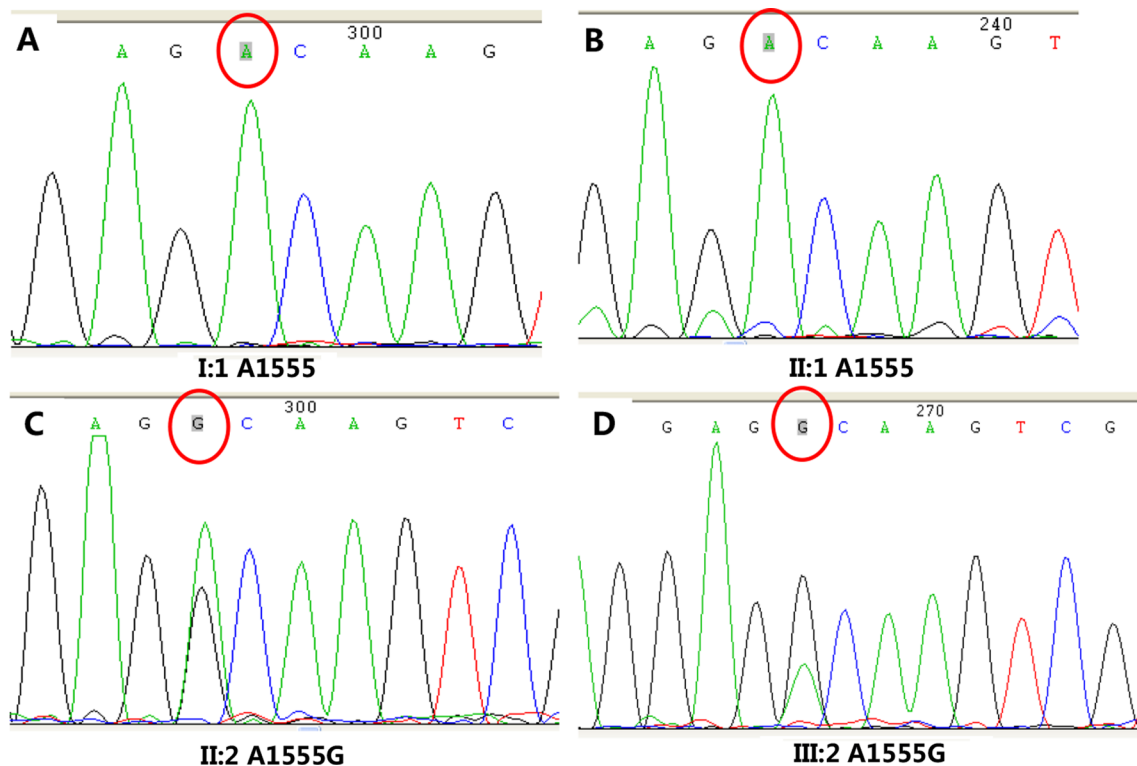 A
300
A G A C A A G
I:1 A1555
B
240
A G A C A A G T
II:1 A1555
C
300
A G G C A A G T C
II:2 A1555G
D
270
G A G G C A A G T C G
III:2 A1555G